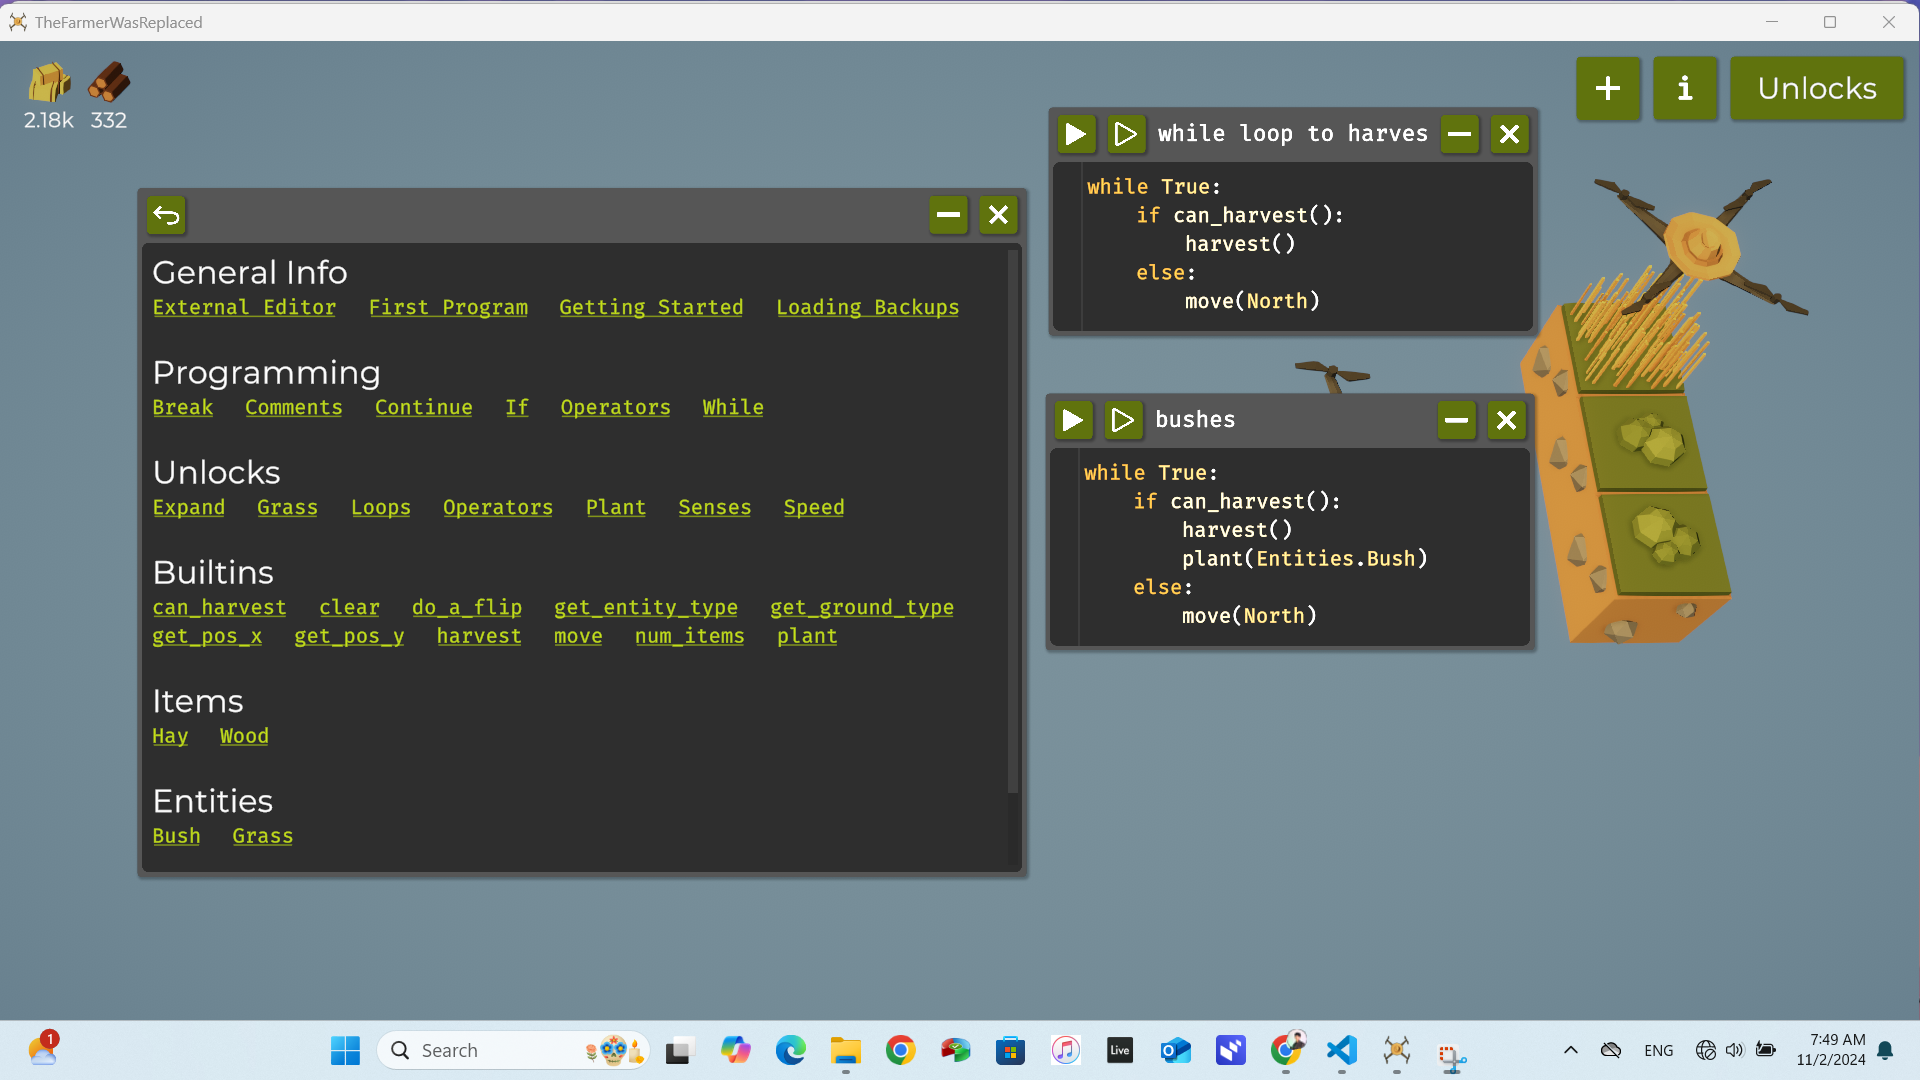 TheFarmerWasReplaced
2.18k 332
+ i Unlocks
while loop to harves
while True:
    if can_harvest():
        harvest()
    else:
        move(North)
General Info
External Editor First Program Getting Started Loading Backups
Programming
Break Comments Continue If Operators While
Unlocks
Expand Grass Loops Operators Plant Senses Speed
Builtins
can_harvest clear do_a_flip get_entity_type get_ground_type
get_pos_x get_pos_y harvest move num_items plant
Items
Hay Wood
Entities
Bush Grass
bushes
while True:
    if can_harvest():
        harvest()
        plant(Entities.Bush)
    else:
        move(North)
1
Search
Live
ENG
7:49 AM
11/2/2024